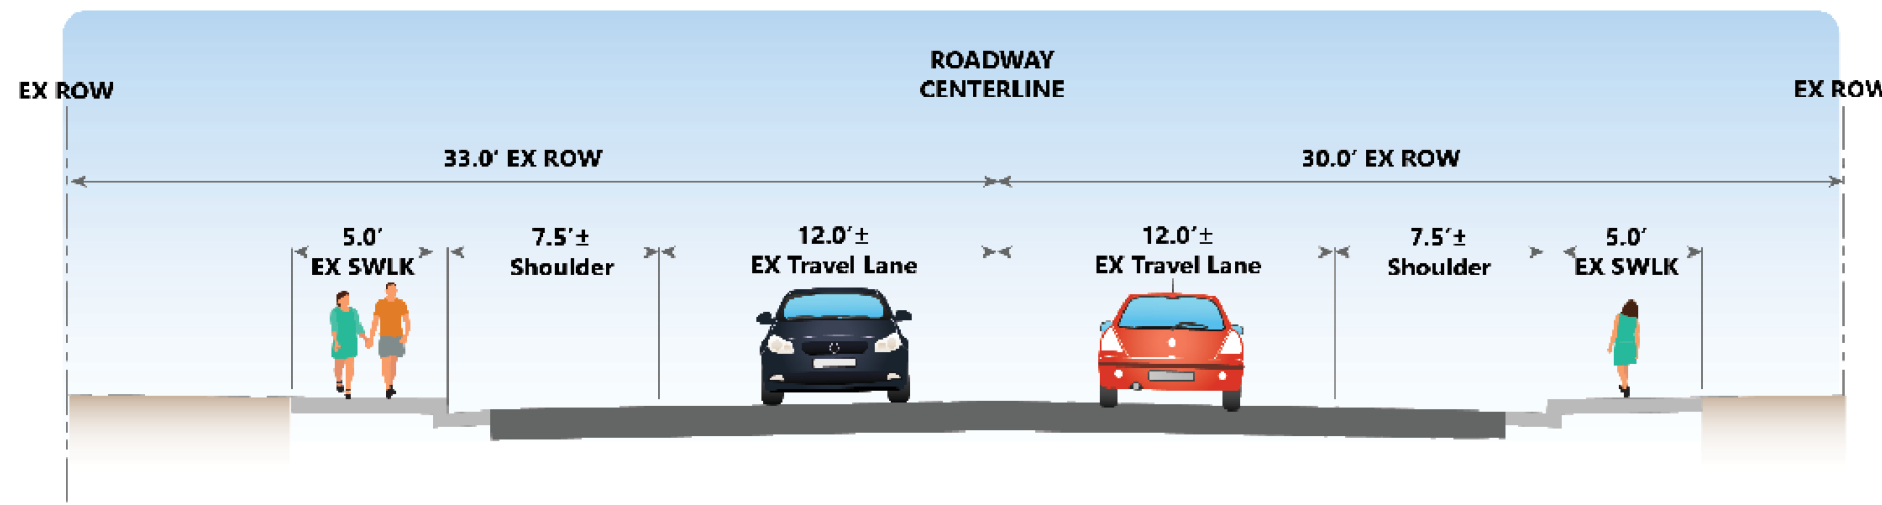 ROADWAY
CENTERLINE
EX ROW
EX ROW
33.0' EX ROW
30.0' EX ROW
5.0'
EX SWLK
7.5'±
Shoulder
12.0'±
EX Travel Lane
12.0'±
EX Travel Lane
7.5'±
Shoulder
5.0'
EX SWLK